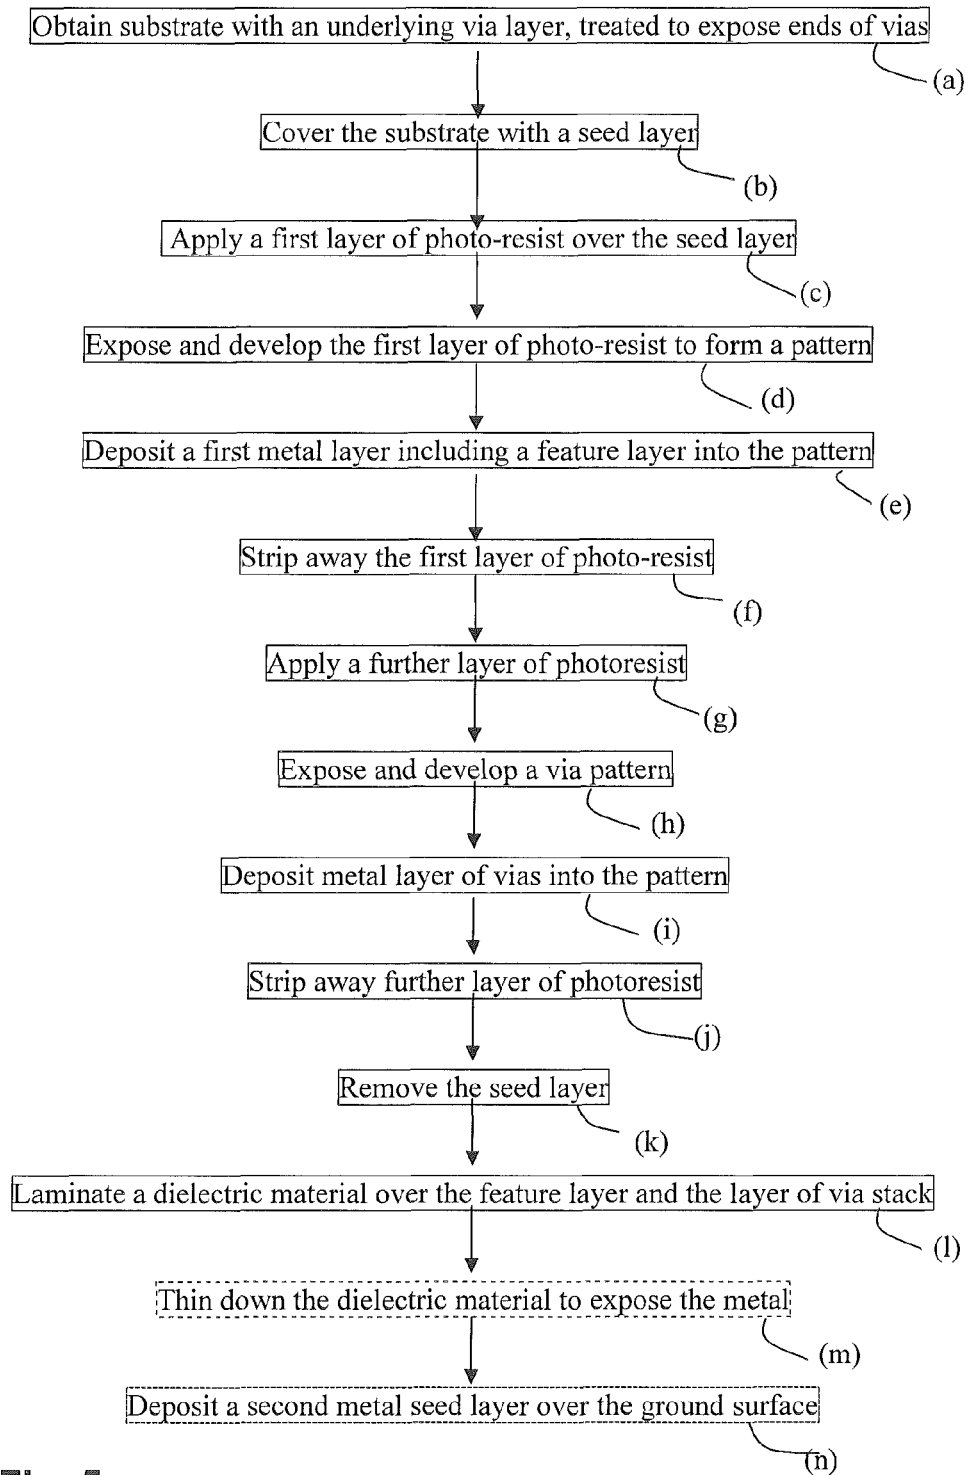 Obtain substrate with an underlying via layer, treated to expose ends of vias
(a)
Cover the substrate with a seed layer
(b)
Apply a first layer of photo-resist over the seed layer
(c)
Expose and develop the first layer of photo-resist to form a pattern
(d)
Deposit a first metal layer including a feature layer into the pattern
(e)
Strip away the first layer of photo-resist
(f)
Apply a further layer of photoresist
(g)
Expose and develop a via pattern
(h)
Deposit metal layer of vias into the pattern
(i)
Strip away further layer of photoresist
(j)
Remove the seed layer
(k)
Laminate a dielectric material over the feature layer and the layer of via stack
(l)
Thin down the dielectric material to expose the metal
(m)
Deposit a second metal seed layer over the ground surface
(n)